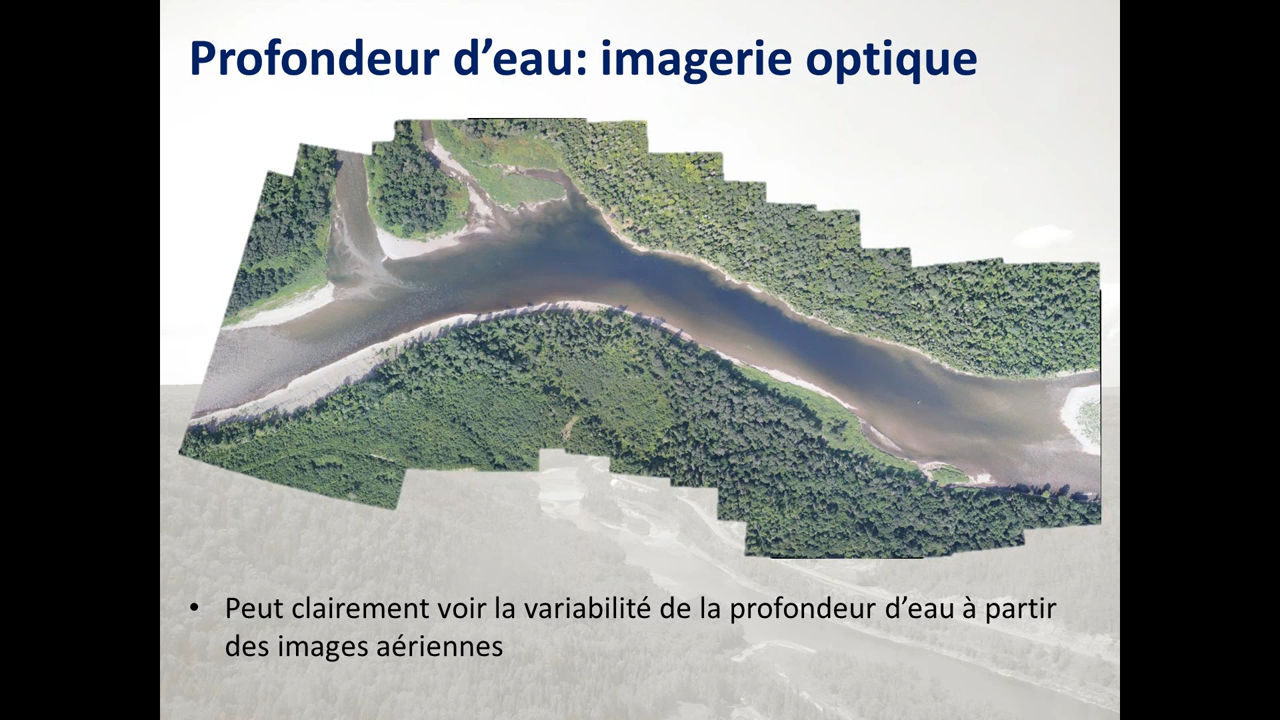 Profondeur d’eau: imagerie optique
• Peut clairement voir la variabilité de la profondeur d’eau à partir
des images aériennes